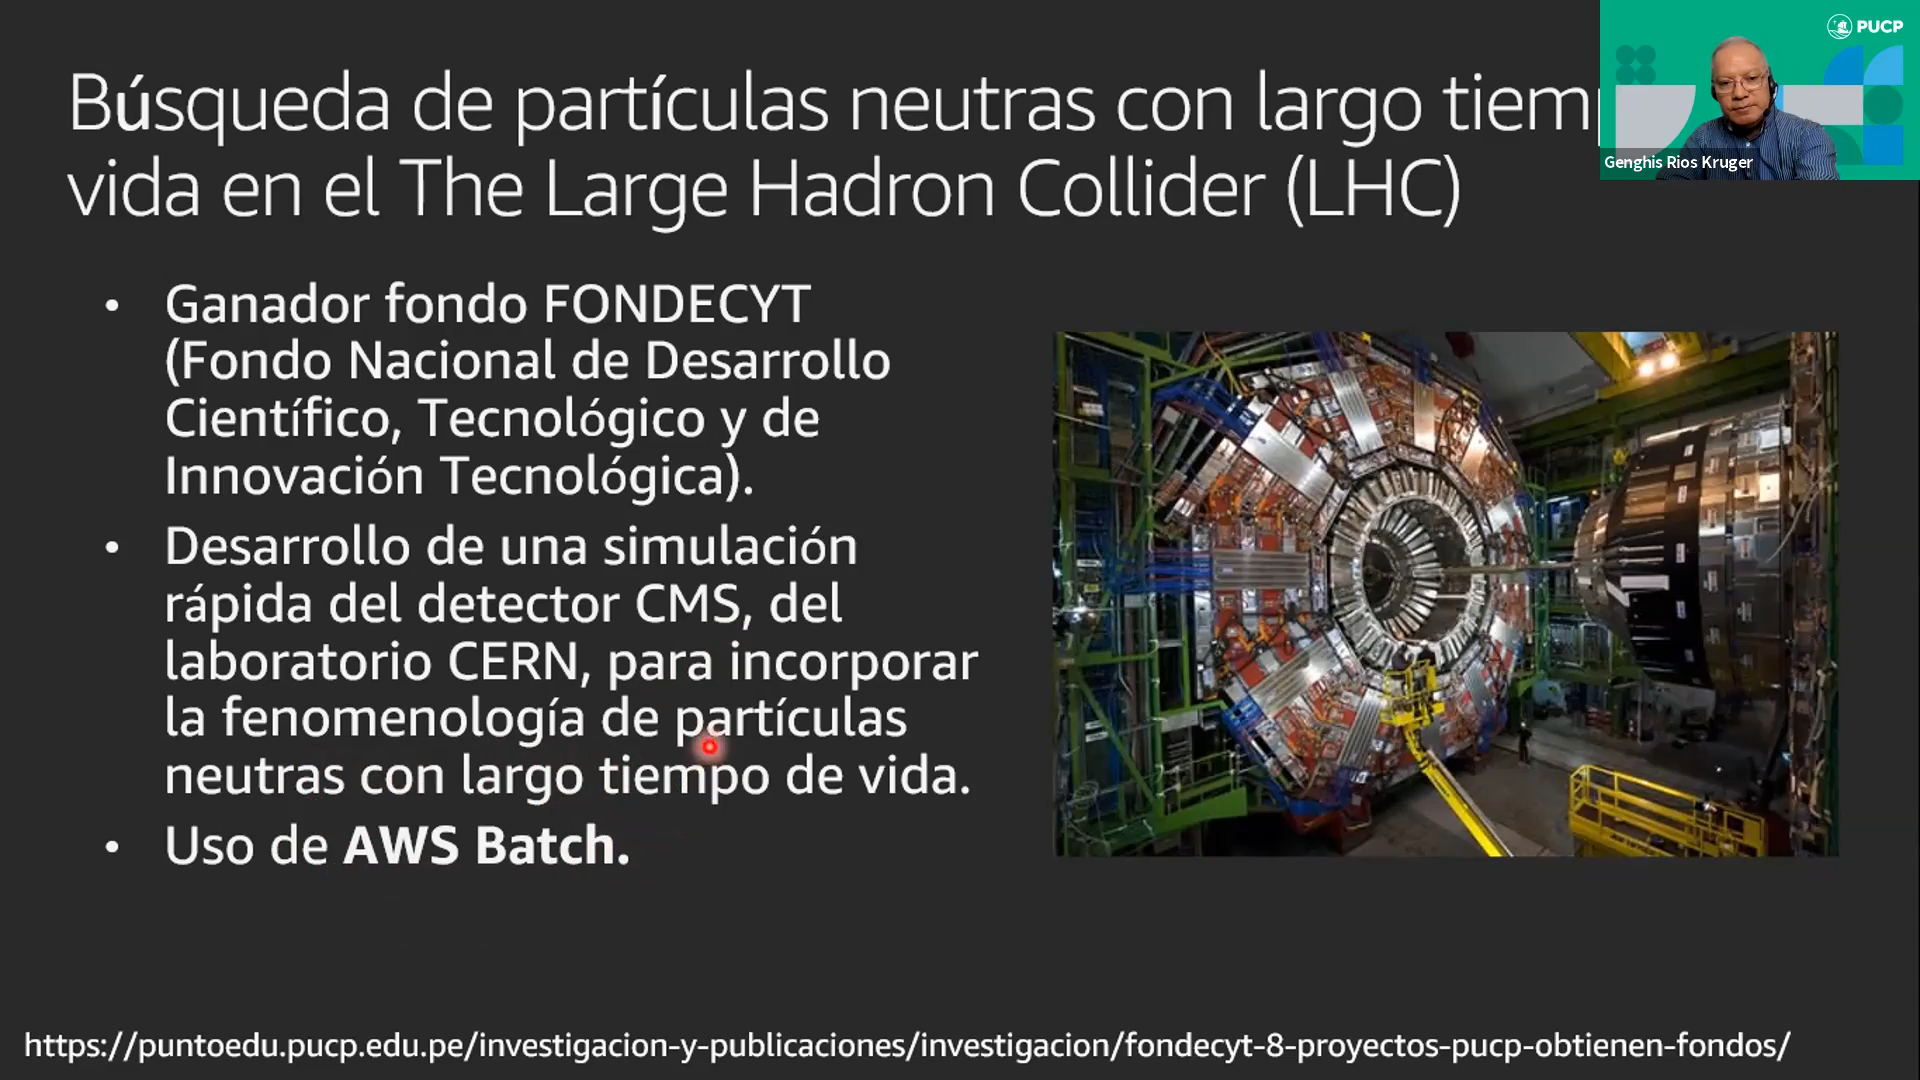 PUCP
Búsqueda de partículas neutras con largo tiem
vida en el The Large Hadron Collider (LHC)
Genghis Rios Kruger
• Ganador fondo FONDECYT
(Fondo Nacional de Desarrollo
Científico, Tecnológico y de
Innovación Tecnológica).
• Desarrollo de una simulación
rápida del detector CMS, del
laboratorio CERN, para incorporar
la fenomenología de partículas
neutras con largo tiempo de vida.
• Uso de AWS Batch.
https://puntoedu.pucp.edu.pe/investigacion-y-publicaciones/investigacion/fondecyt-8-proyectos-pucp-obtienen-fondos/